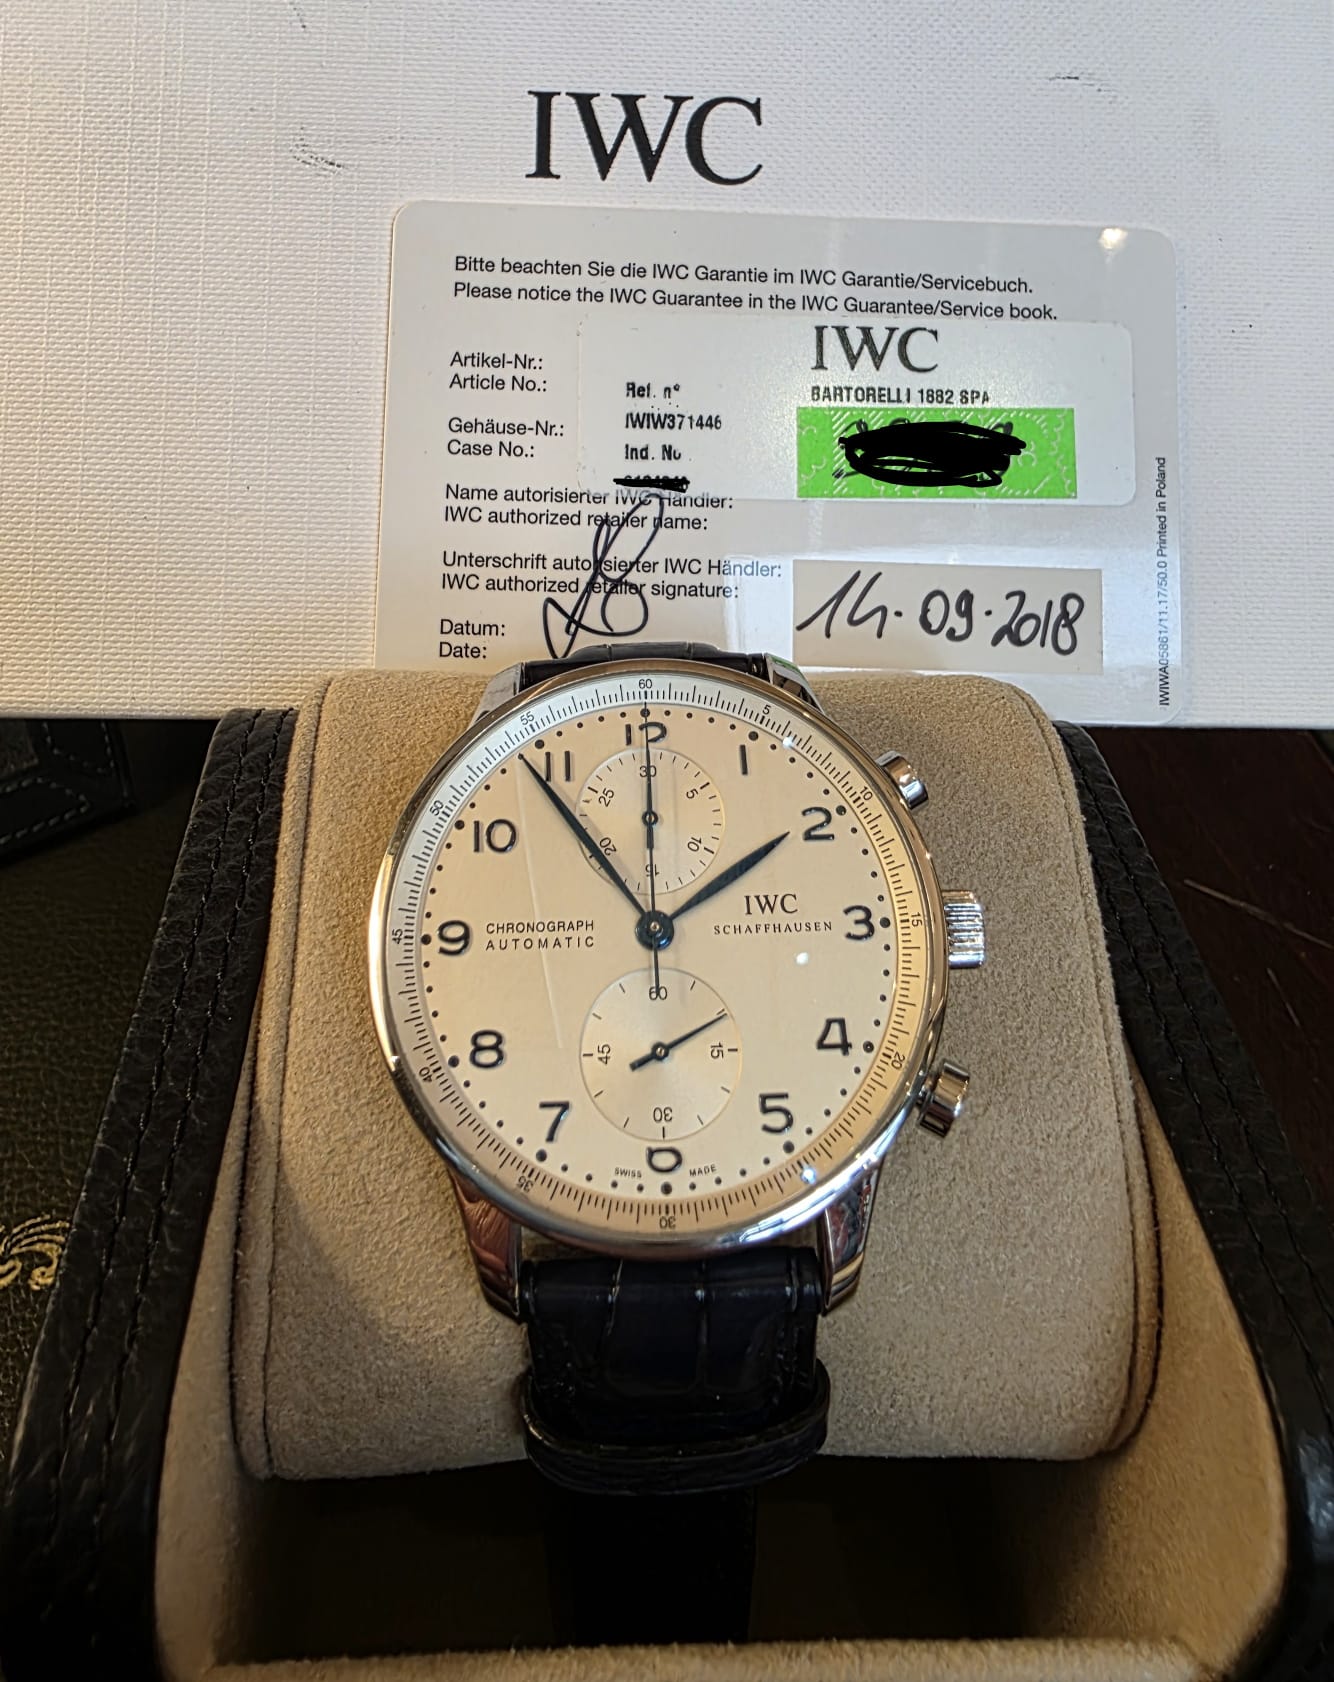 IWC
Bitte beachten Sie die IWC Garantie im IWC Garantie/Servicebuch.
Please notice the IWC Guarantee in the IWC Guarantee/Service book.
IWC
Artikel-Nr.:
Article No.:
Ref. nº
BARTORELLI 1882 SPA
IWIW371446
Gehäuse-Nr.:
Case No.:
Ind. No
Name autorisierter IWC Händler:
IWC authorized retailer name:
Unterschrift autorisierter IWC Händler:
IWC authorized retailer signature:
Datum:
Date:
14.09.2018
IWIWA05861/11.17/50.0 Printed in Poland
60
5
10
15
20
30
35
40
45
50
55
12
1
2
3
4
5
6
7
8
9
10
11
30
5
10
15
20
25
IWC
SCHAFFHAUSEN
CHRONOGRAPH
AUTOMATIC
60
15
30
45
SWISS MADE